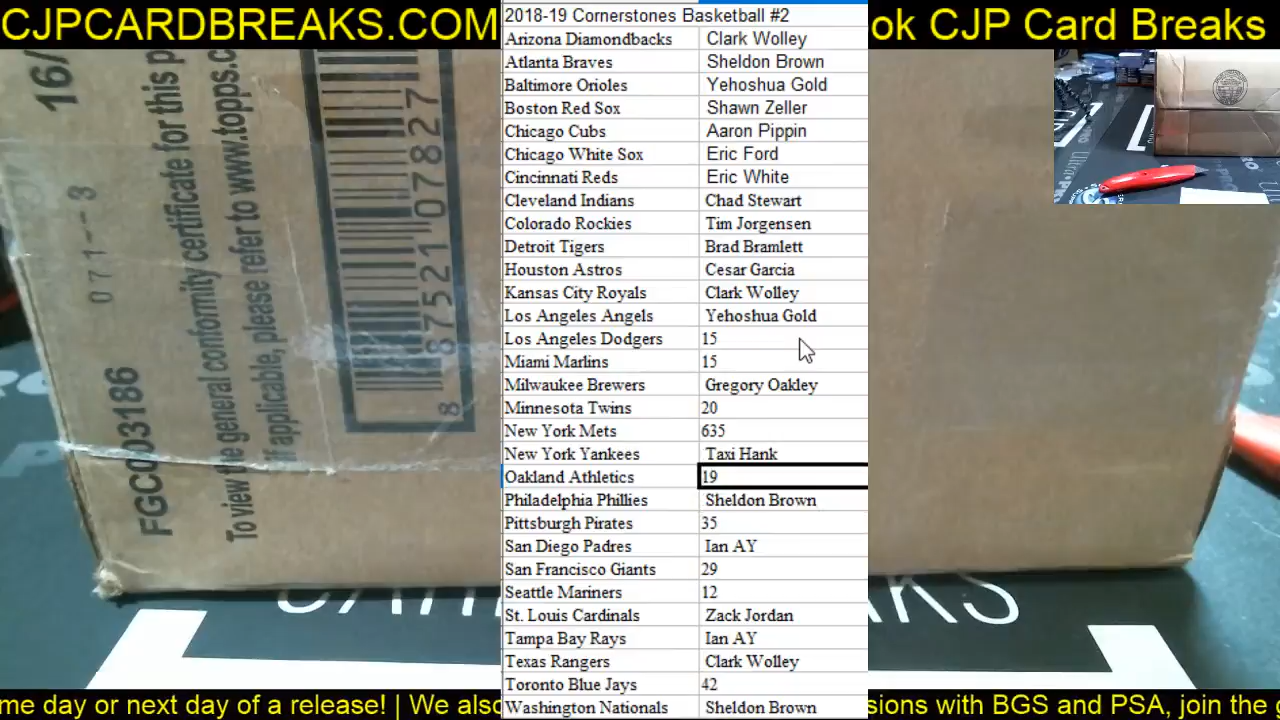 CJPCARDBREAKS.COM
ok CJP Card Breaks
2018-19 Cornerstones Basketball #2
Arizona Diamondbacks Clark Wolley
Atlanta Braves Sheldon Brown
Baltimore Orioles Yehoshua Gold
Boston Red Sox Shawn Zeller
Chicago Cubs Aaron Pippin
Chicago White Sox Eric Ford
Cincinnati Reds Eric White
Cleveland Indians Chad Stewart
Colorado Rockies Tim Jorgensen
Detroit Tigers Brad Bramlett
Houston Astros Cesar Garcia
Kansas City Royals Clark Wolley
Los Angeles Angels Yehoshua Gold
Los Angeles Dodgers 15
Miami Marlins 15
Milwaukee Brewers Gregory Oakley
Minnesota Twins 20
New York Mets 635
New York Yankees Taxi Hank
Oakland Athletics 19
Philadelphia Phillies Sheldon Brown
Pittsburgh Pirates 35
San Diego Padres Ian AY
San Francisco Giants 29
Seattle Mariners 12
St. Louis Cardinals Zack Jordan
Tampa Bay Rays Ian AY
Texas Rangers Clark Wolley
Toronto Blue Jays 42
Washington Nationals Sheldon Brown
16/
071--3
FGC003186
To view the general conformity certificate for this p
if applicable, please refer to www.topps.c
8 87521 07827
me day or next day of a release! | We also
sions with BGS and PSA, join the g